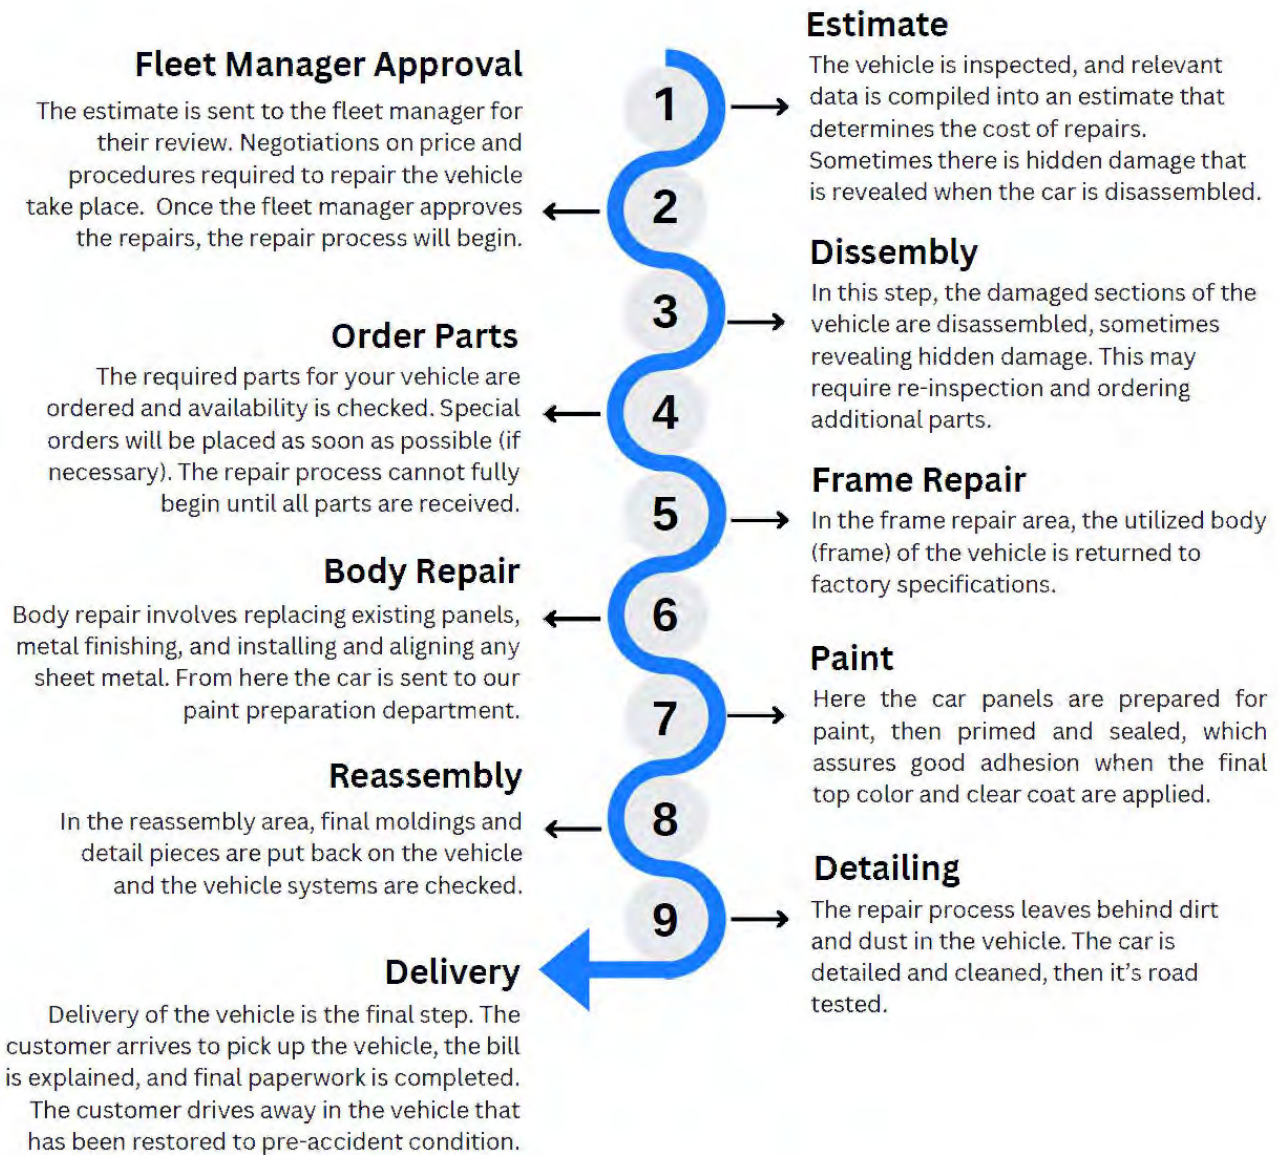 1
Estimate
The vehicle is inspected, and relevant
data is compiled into an estimate that
determines the cost of repairs.
Sometimes there is hidden damage that
is revealed when the car is disassembled.
2
Fleet Manager Approval
The estimate is sent to the fleet manager for
their review. Negotiations on price and
procedures required to repair the vehicle
take place. Once the fleet manager approves
the repairs, the repair process will begin.
3
Dissembly
In this step, the damaged sections of the
vehicle are disassembled, sometimes
revealing hidden damage. This may
require re-inspection and ordering
additional parts.
4
Order Parts
The required parts for your vehicle are
ordered and availability is checked. Special
orders will be placed as soon as possible (if
necessary). The repair process cannot fully
begin until all parts are received.
5
Frame Repair
In the frame repair area, the utilized body
(frame) of the vehicle is returned to
factory specifications.
6
Body Repair
Body repair involves replacing existing panels,
metal finishing, and installing and aligning any
sheet metal. From here the car is sent to our
paint preparation department.
7
Paint
Here the car panels are prepared for
paint, then primed and sealed, which
assures good adhesion when the final
top color and clear coat are applied.
8
Reassembly
In the reassembly area, final moldings and
detail pieces are put back on the vehicle
and the vehicle systems are checked.
9
Detailing
The repair process leaves behind dirt
and dust in the vehicle. The car is
detailed and cleaned, then it's road
tested.
Delivery
Delivery of the vehicle is the final step. The
customer arrives to pick up the vehicle, the bill
is explained, and final paperwork is completed.
The customer drives away in the vehicle that
has been restored to pre-accident condition.